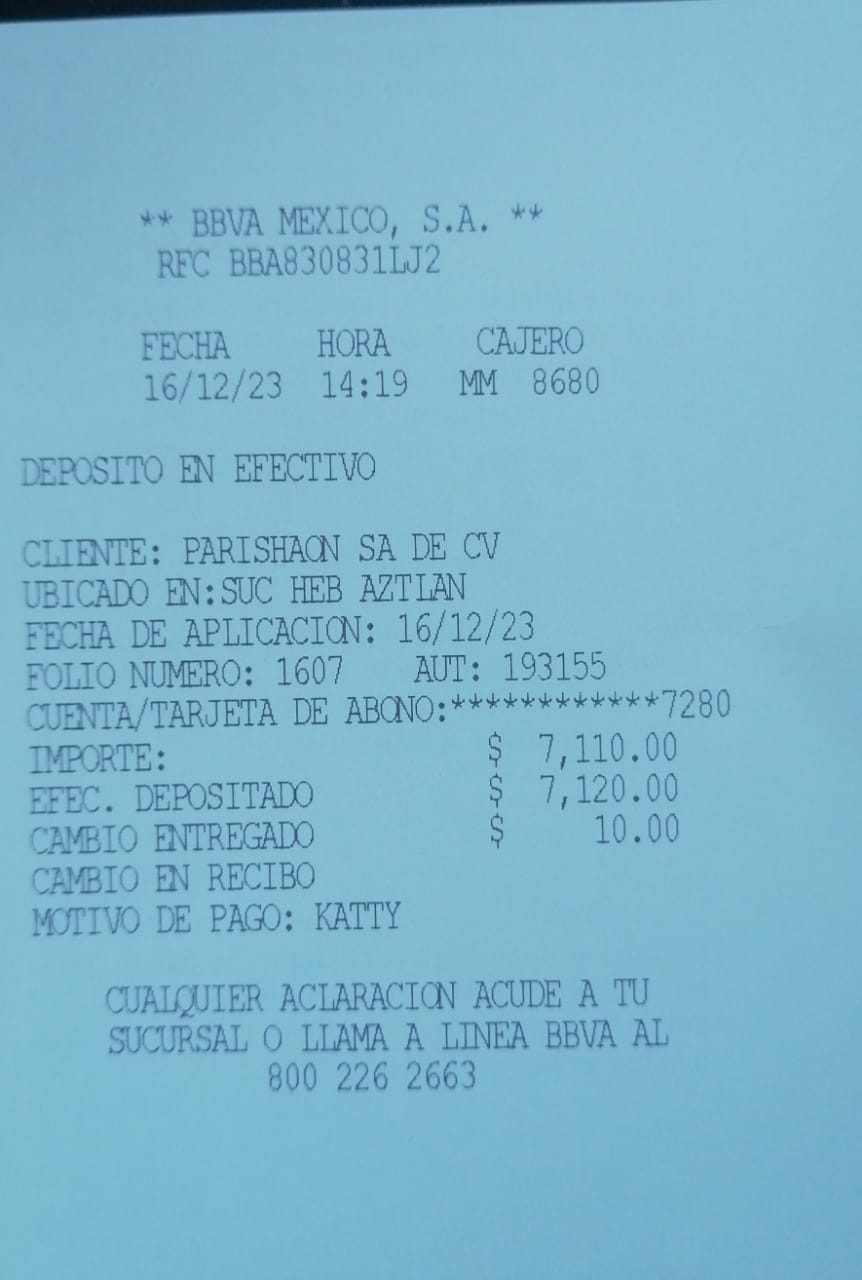 ** BBVA MEXICO, S.A. **
RFC BBA830831LJ2
FECHA HORA CAJERO
16/12/23 14:19 MM 8680
DEPOSITO EN EFECTIVO
CLIENTE: PARISHAON SA DE CV
UBICADO EN:SUC HEB AZTLAN
FECHA DE APLICACION: 16/12/23
FOLIO NUMERO: 1607 AUT: 193155
CUENTA/TARJETA DE ABONO:************7280
IMPORTE: $ 7,110.00
EFEC. DEPOSITADO $ 7,120.00
CAMBIO ENTREGADO $ 10.00
CAMBIO EN RECIBO
MOTIVO DE PAGO: KATTY
CUALQUIER ACLARACION ACUDE A TU
SUCURSAL O LLAMA A LINEA BBVA AL
800 226 2663